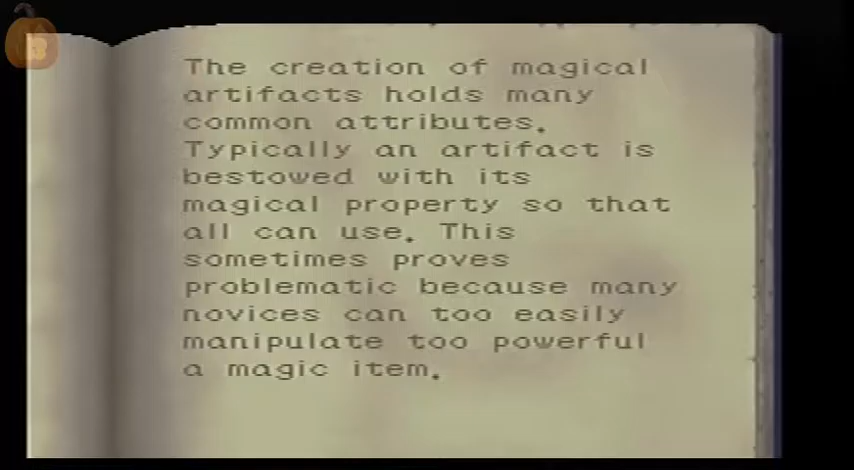 The creation of magical
artifacts holds many
common attributes.
Typically an artifact is
bestowed with its
magical property so that
all can use. This
sometimes proves
problematic because many
novices can too easily
manipulate too powerful
a magic item.